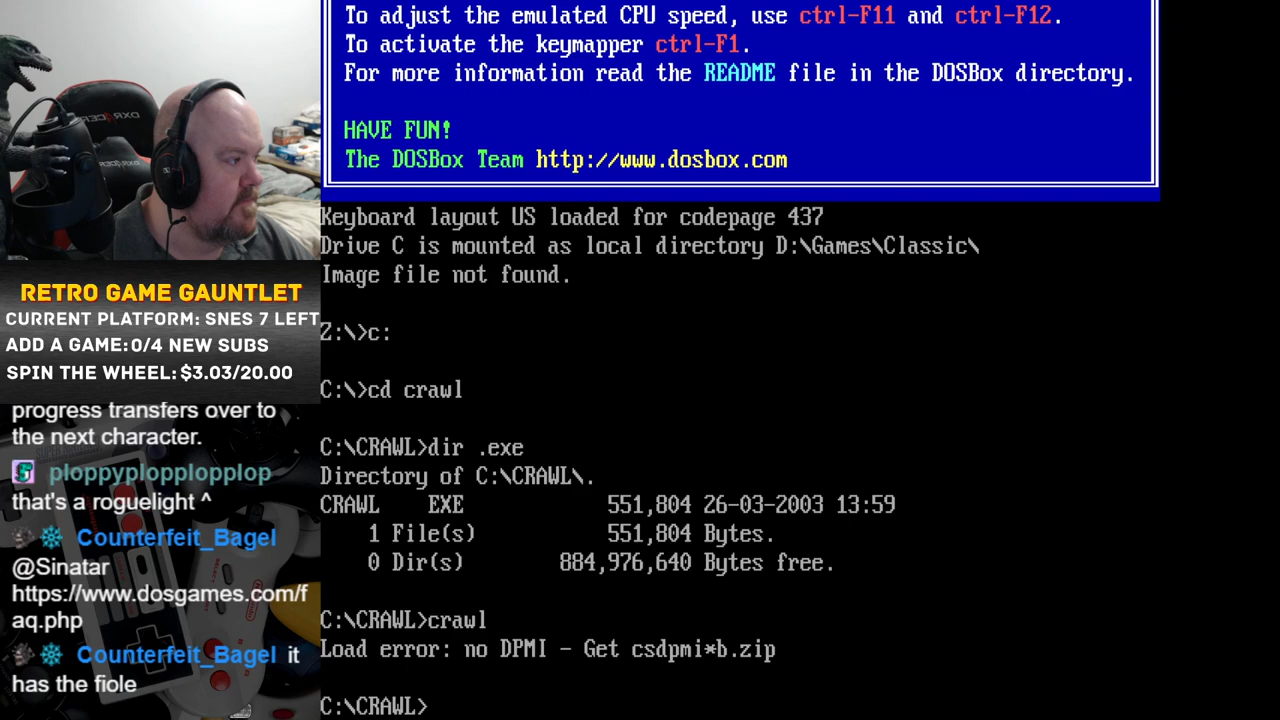 To adjust the emulated CPU speed, use ctrl-F11 and ctrl-F12.
To activate the keymapper ctrl-F1.
For more information read the README file in the DOSBox directory.
HAVE FUN!
The DOSBox Team http://www.dosbox.com
Keyboard layout US loaded for codepage 437
Drive C is mounted as local directory D:\Games\Classic\
Image file not found.
Z:\>c:
C:\>cd crawl
C:\CRAWL>dir .exe
Directory of C:\CRAWL\.
CRAWL    EXE            551,804 26-03-2003 13:59
    1 File(s)          551,804 Bytes.
    0 Dir(s)      884,976,640 Bytes free.
C:\CRAWL>crawl
Load error: no DPMI - Get csdpmi*b.zip
C:\CRAWL>
DXRACER
RETRO GAME GAUNTLET
CURRENT PLATFORM: SNES 7 LEFT
ADD A GAME: 0/4 NEW SUBS
SPIN THE WHEEL: $3.03/20.00
progress transfers over to
the next character.
ploppyplopplopplop
that's a roguelight ^
Counterfeit_Bagel
@Sinatar
https://www.dosgames.com/f
aq.php
Counterfeit_Bagel it
has the fiole